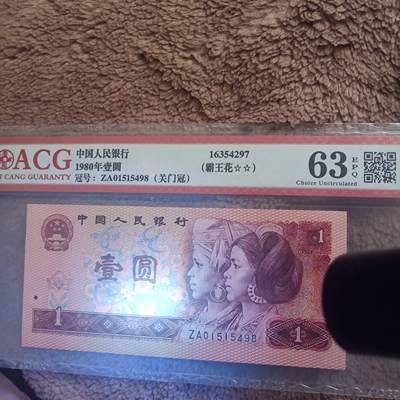 ACG
I CANG GUARANTY
中国人民银行
1980年壹圆
冠号：ZA01515498（关门冠）
16354297
（霸王花☆☆）
63 EPQ
Choice Uncirculated
中国人民银行
壹圆
1
1
1
ZA01515498